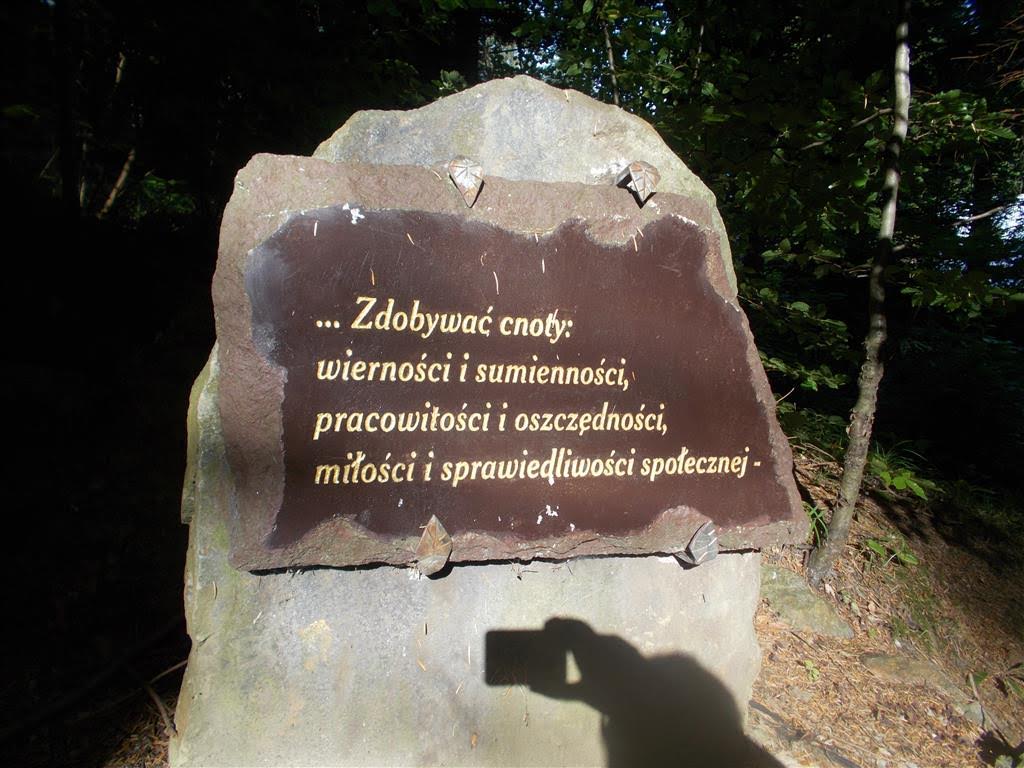 ... Zdobywać cnoty:
wierności i sumienności,
pracowitości i oszczędności,
miłości i sprawiedliwości społecznej -